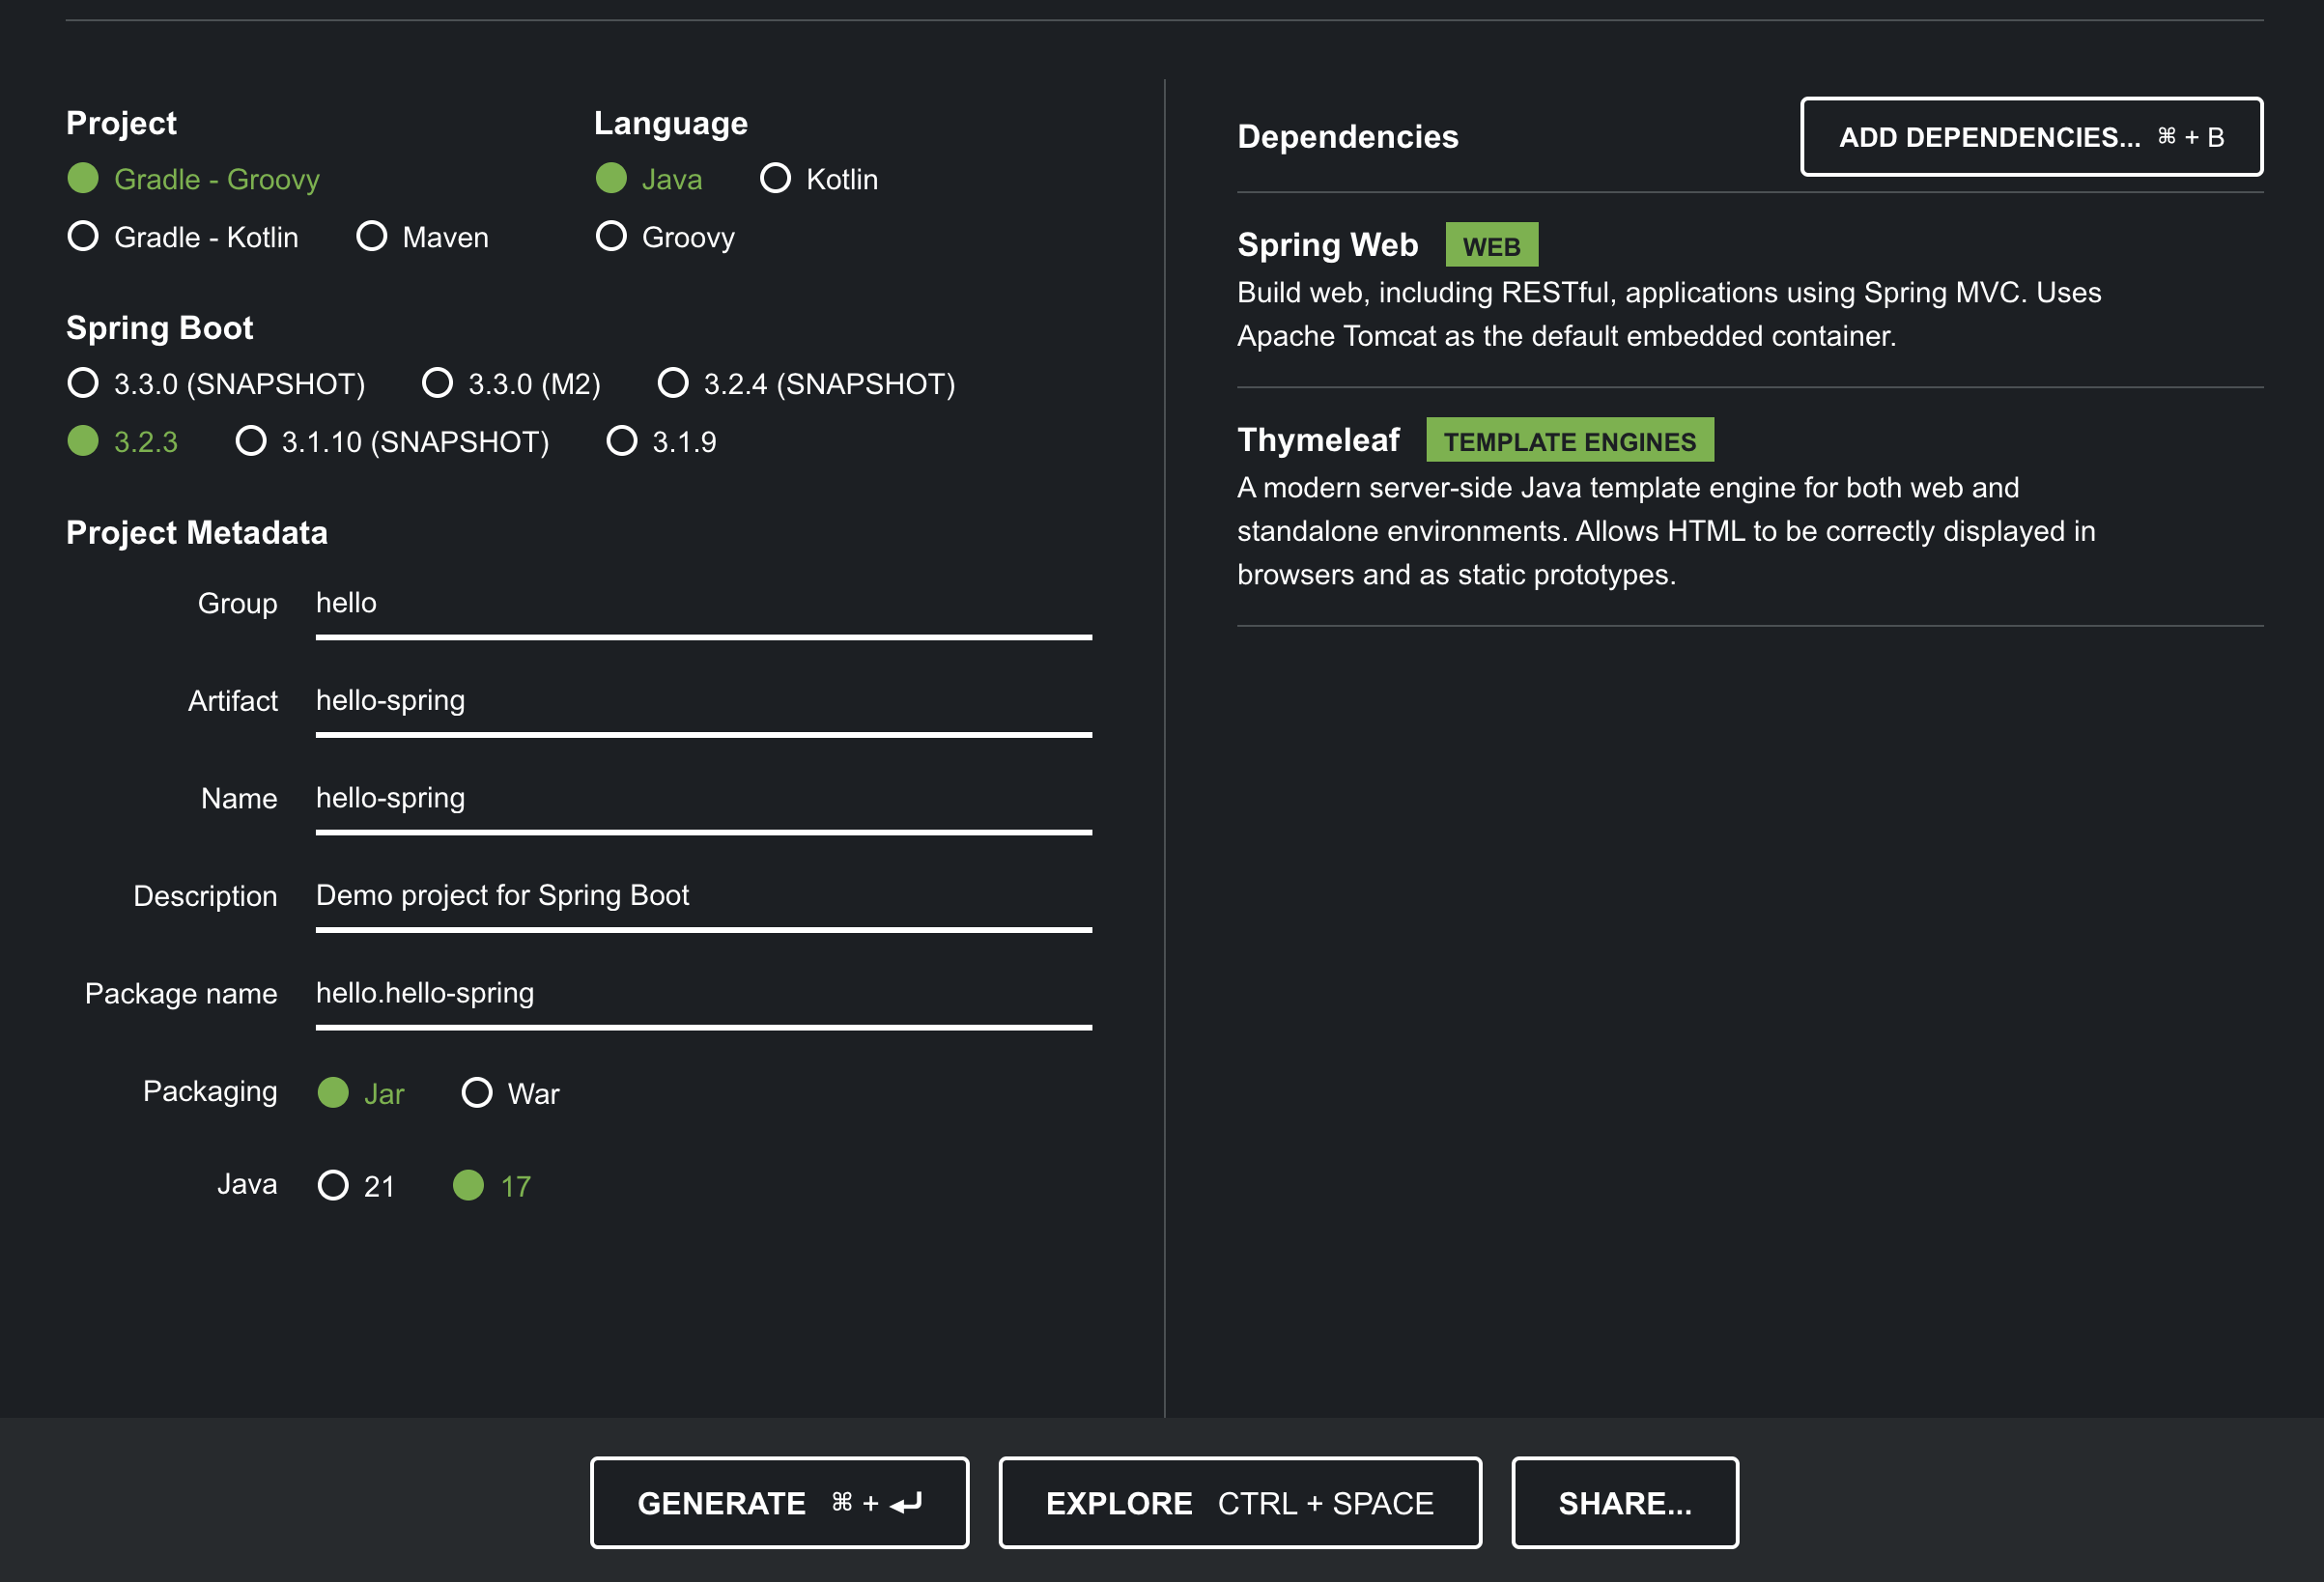 Project
Gradle - Groovy
Gradle - Kotlin Maven
Language
Java Kotlin
Groovy
Spring Boot
3.3.0 (SNAPSHOT) 3.3.0 (M2) 3.2.4 (SNAPSHOT)
3.2.3 3.1.10 (SNAPSHOT) 3.1.9
Project Metadata
Group hello
Artifact hello-spring
Name hello-spring
Description Demo project for Spring Boot
Package name hello.hello-spring
Packaging Jar War
Java 21 17
Dependencies ADD DEPENDENCIES... ⌘ + B
Spring Web WEB
Build web, including RESTful, applications using Spring MVC. Uses
Apache Tomcat as the default embedded container.
Thymeleaf TEMPLATE ENGINES
A modern server-side Java template engine for both web and
standalone environments. Allows HTML to be correctly displayed in
browsers and as static prototypes.
GENERATE ⌘ + ⏎ EXPLORE CTRL + SPACE SHARE...